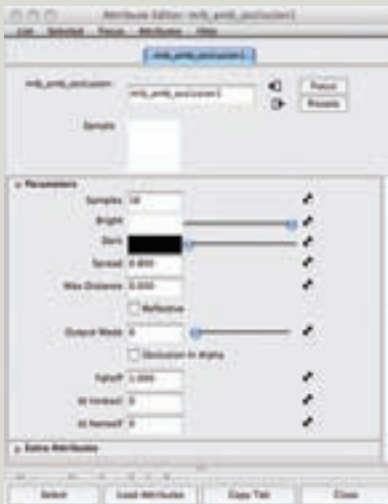 Attribute Editor: mib_amb_occlusion1
List Selected Focus Attributes Help
mib_amb_occlusion1
mib_amb_occlusion: mib_amb_occlusion1
Focus
Presets
Sample
Parameters
Samples 16
Bright
Dark
Spread 0.800
Max Distance 0.000
Reflective
Output Mode 0
Occlusion In Alpha
Falloff 1.000
Id Inclexcl 0
Id Nonself 0
Extra Attributes
Select Load Attributes Copy Tab Close